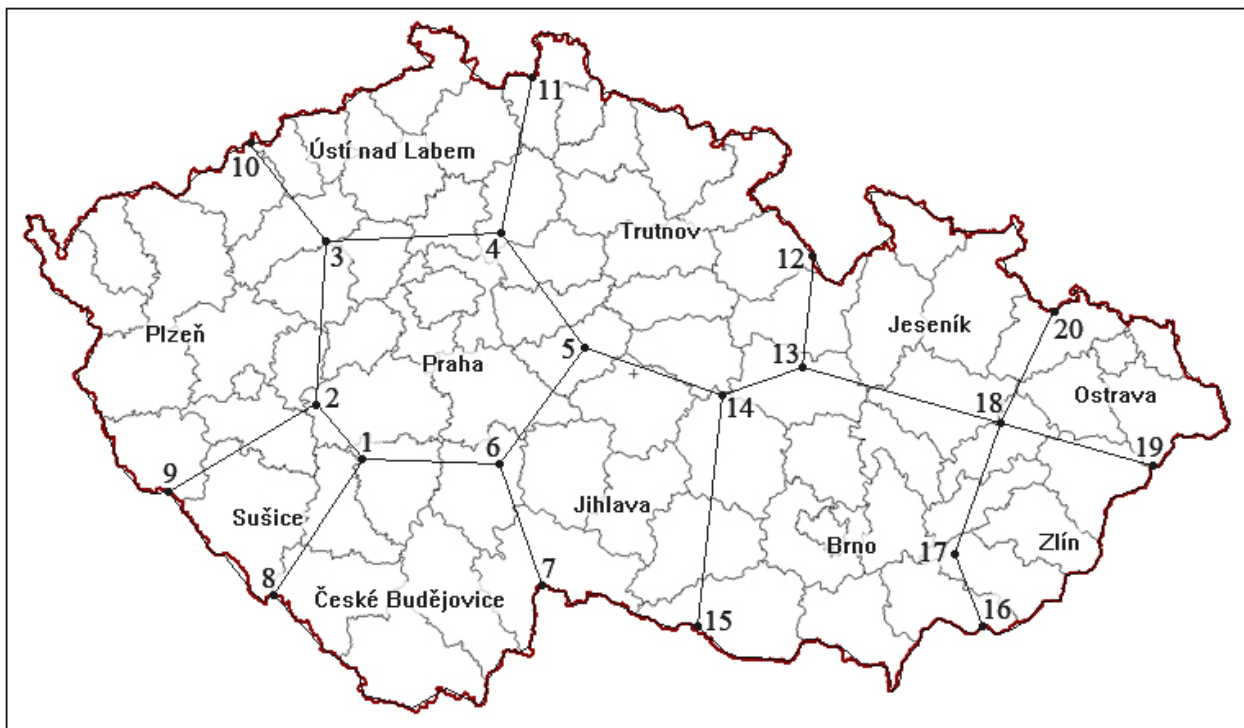 11
10
Ústí nad Labem
3
4
Trutnov
12
Plzeň
Praha
5
13
Jeseník
20
2
14
18
Ostrava
1
6
19
9
Sušice
Jihlava
Brno
17
Zlín
8
České Budějovice
7
15
16